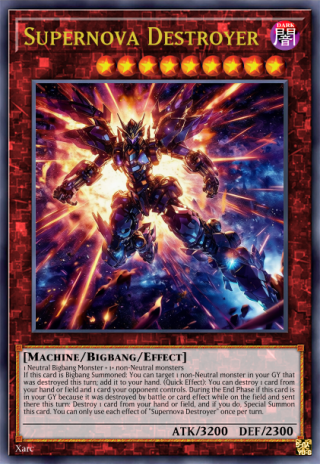 SUPERNOVA DESTROYER
DARK
闇
[MACHINE/BIGBANG/EFFECT]
1 Neutral Bigbang Monster + 1+ non-Neutral monsters
If this card is Bigbang Summoned: You can target 1 non-Neutral monster in your GY that
was destroyed this turn; add it to your hand. (Quick Effect): You can destroy 1 card from
your hand or field and 1 card your opponent controls. During the End Phase if this card is
in your GY because it was destroyed by battle or card effect while on the field and sent
there this turn: Destroy 1 card from your hand or field, and if you do, Special Summon
this card. You can only use each effect of "Supernova Destroyer" once per turn.
ATK/3200 DEF/2300
Xarc